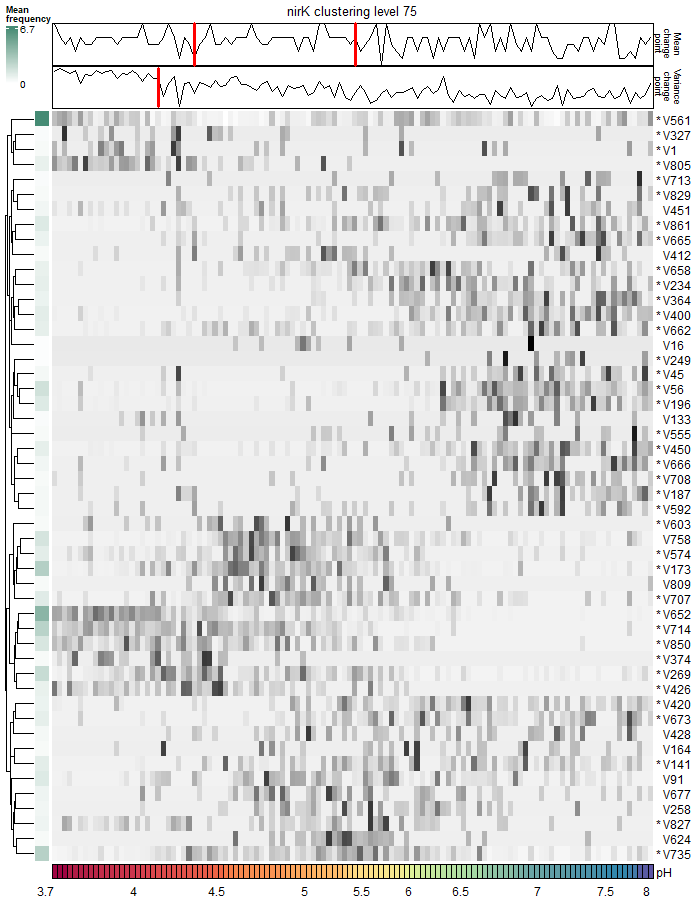 nirK clustering level 75
Mean
frequency
6.7
0
Mean
change
point
Variance
change
point
*V561
*V327
*V1
*V805
*V713
*V829
V451
*V861
*V665
V412
*V658
*V234
*V364
*V400
*V662
V16
*V249
*V45
*V56
*V196
V133
*V555
*V450
*V666
*V708
*V187
*V592
*V603
V758
*V574
*V173
V809
*V707
*V652
*V714
*V850
*V374
*V269
*V426
*V420
*V673
V428
V164
*V141
V91
V677
V258
*V827
V624
*V735
pH
3.7 4 4.5 5 5.5 6 6.5 7 7.5 8